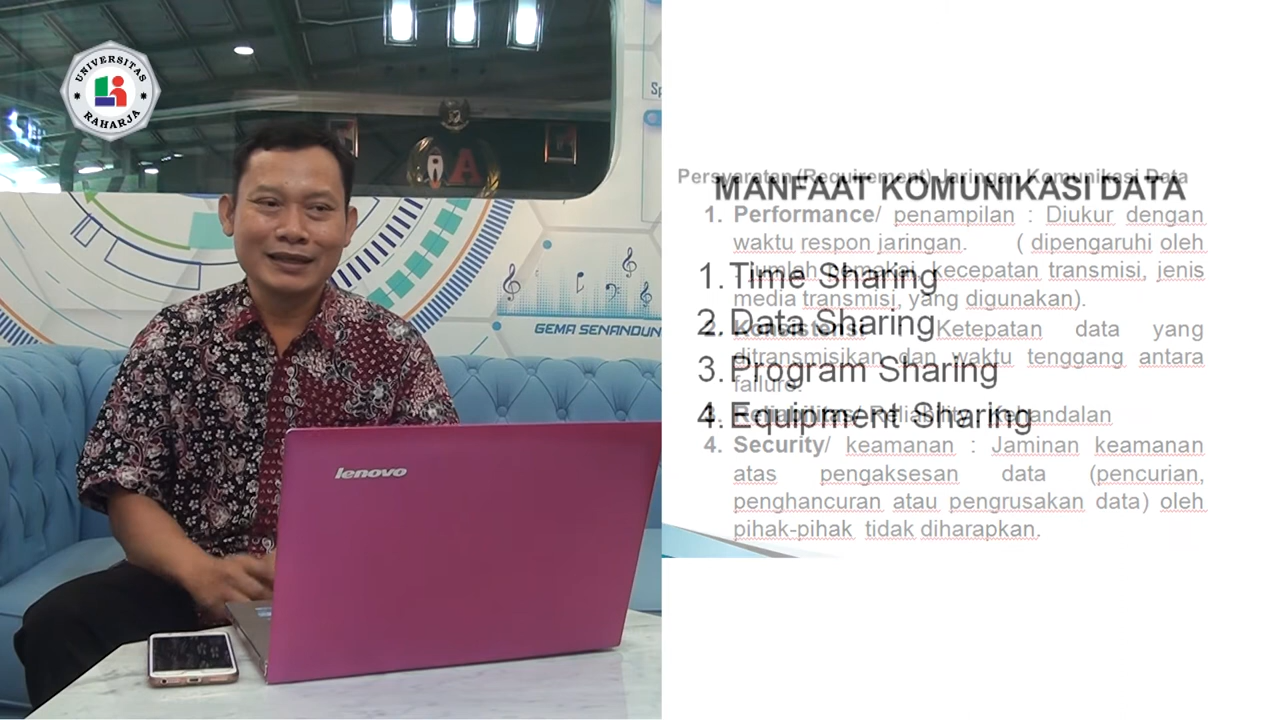 UNIVERSITAS
RAHARJA
Sp
GEMA SENANDUN
lenovo
MANFAAT KOMUNIKASI DATA
1. Time Sharing
2. Data Sharing
3. Program Sharing
4. Equipment Sharing
Persyaratan (Requirement) Jaringan Komunikasi Data
1. Performance/ penampilan : Diukur dengan
waktu respon jaringan. ( dipengaruhi oleh
jumlah pemakai, kecepatan transmisi, jenis
media transmisi, yang digunakan).
Ketepatan data yang
ditransmisikan dan waktu tenggang antara
failure.
Kehandalan
4. Security/ keamanan : Jaminan keamanan
atas pengaksesan data (pencurian,
penghancuran atau pengrusakan data) oleh
pihak-pihak tidak diharapkan.